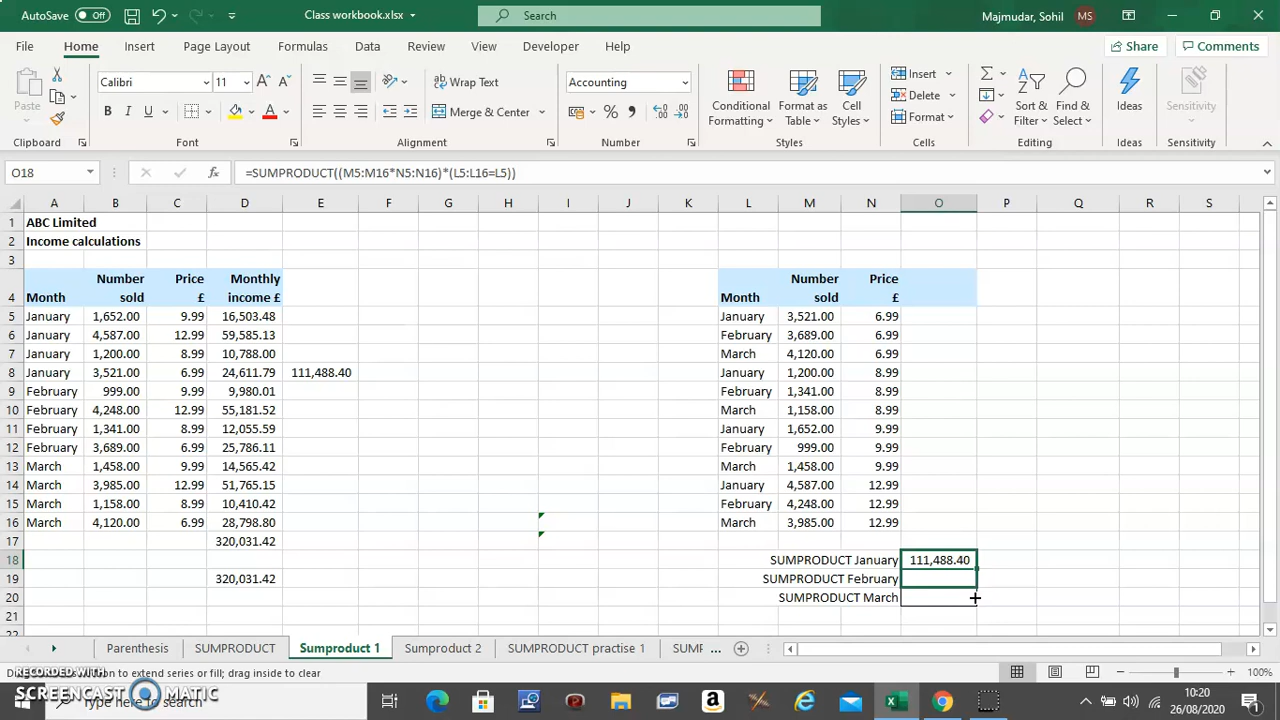 AutoSave Off Class workbook.xlsx Search Majmudar, Sohil MS
File Home Insert Page Layout Formulas Data Review View Developer Help Share Comments
Paste Calibri 11 Wrap Text Accounting Insert
B I U A Merge & Center % Delete Format
Conditional Formatting Format as Table Cell Styles Sort & Filter Find & Select Ideas Sensitivity
Clipboard Font Alignment Number Styles Cells Editing Ideas Sensitivity
O18 fx =SUMPRODUCT((M5:M16*N5:N16)*(L5:L16=L5))
A B C D E F G H I J K L M N O P Q R S
1 ABC Limited
2 Income calculations
3
Number Price Monthly Number Price
4 Month sold £ income £ Month sold £
5 January 1,652.00 9.99 16,503.48 January 3,521.00 6.99
6 January 4,587.00 12.99 59,585.13 February 3,689.00 6.99
7 January 1,200.00 8.99 10,788.00 March 4,120.00 6.99
8 January 3,521.00 6.99 24,611.79 111,488.40 January 1,200.00 8.99
9 February 999.00 9.99 9,980.01 February 1,341.00 8.99
10 February 4,248.00 12.99 55,181.52 March 1,158.00 8.99
11 February 1,341.00 8.99 12,055.59 January 1,652.00 9.99
12 February 3,689.00 6.99 25,786.11 February 999.00 9.99
13 March 1,458.00 9.99 14,565.42 March 1,458.00 9.99
14 March 3,985.00 12.99 51,765.15 January 4,587.00 12.99
15 March 1,158.00 8.99 10,410.42 February 4,248.00 12.99
16 March 4,120.00 6.99 28,798.80 March 3,985.00 12.99
17 320,031.42
18 SUMPRODUCT January 111,488.40
19 320,031.42 SUMPRODUCT February
20 SUMPRODUCT March
21
22
Parenthesis SUMPRODUCT Sumproduct 1 Sumproduct 2 SUMPRODUCT practise 1 SUMF ...
RECORDED WITH
ion to extend series or fill; drag inside to clear 100%
SCREENCAST MATIC
Type here to search
10:20
26/08/2020